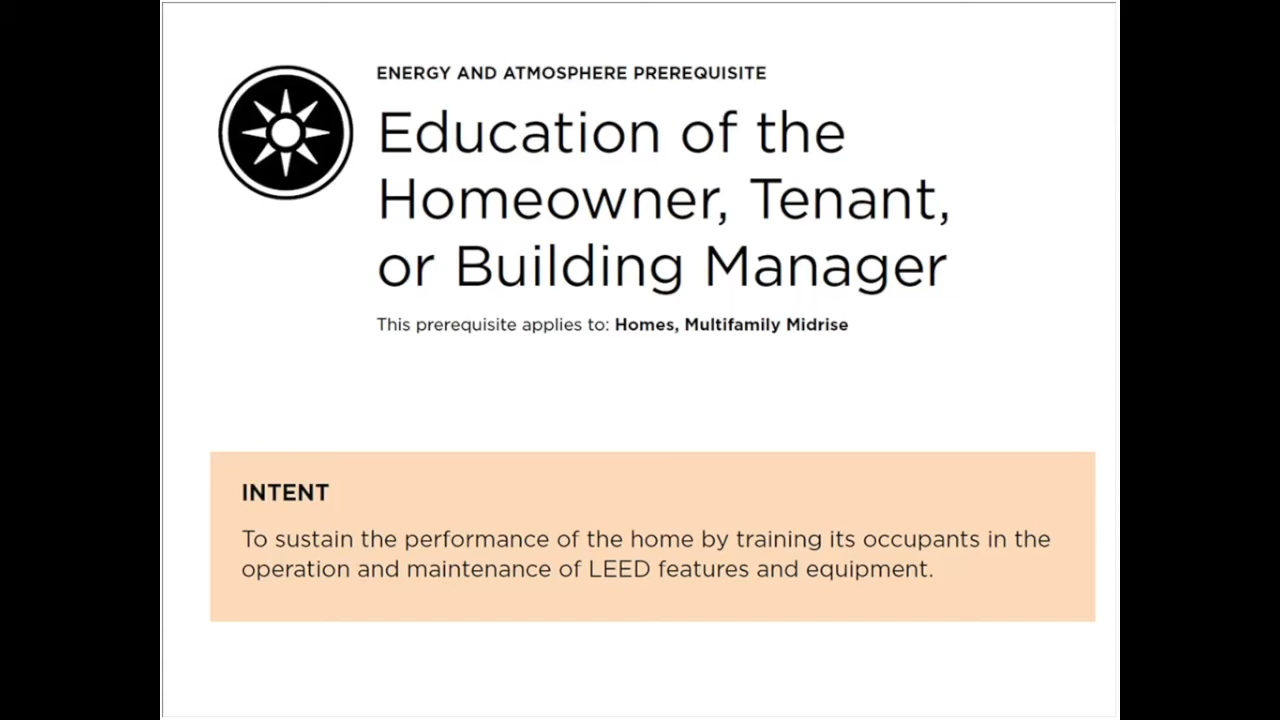 ENERGY AND ATMOSPHERE PREREQUISITE
Education of the
Homeowner, Tenant,
or Building Manager
This prerequisite applies to: Homes, Multifamily Midrise
INTENT
To sustain the performance of the home by training its occupants in the
operation and maintenance of LEED features and equipment.